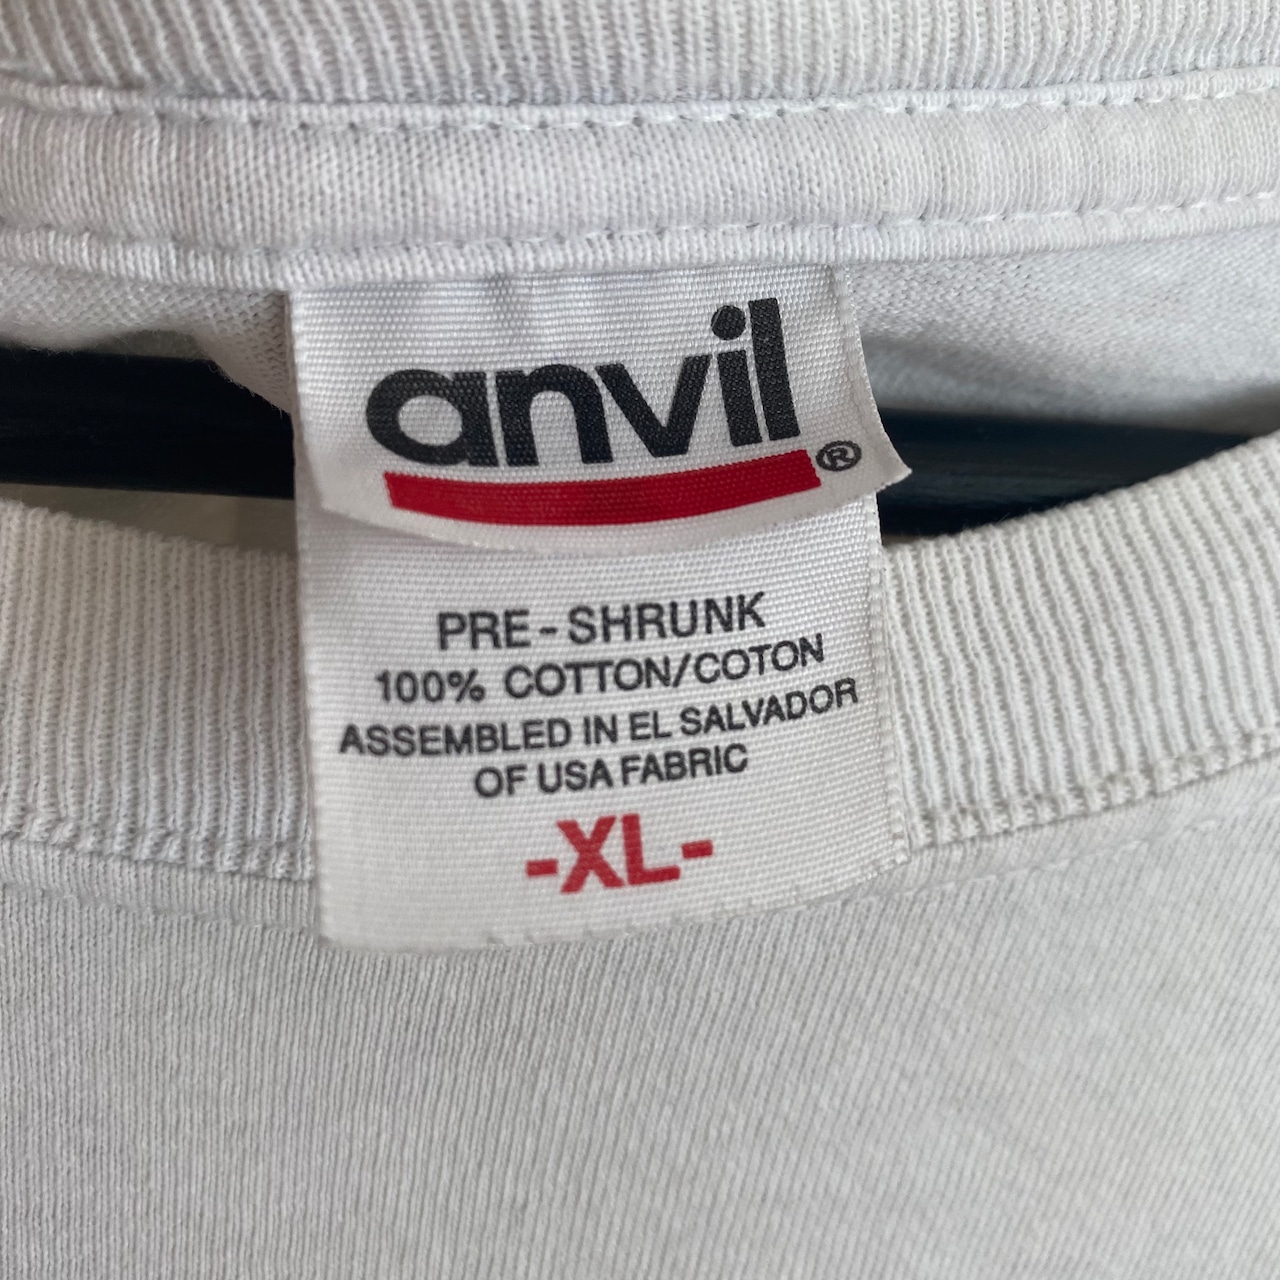 anvil®
PRE-SHRUNK
100% COTTON/COTON
ASSEMBLED IN EL SALVADOR
OF USA FABRIC
-XL-